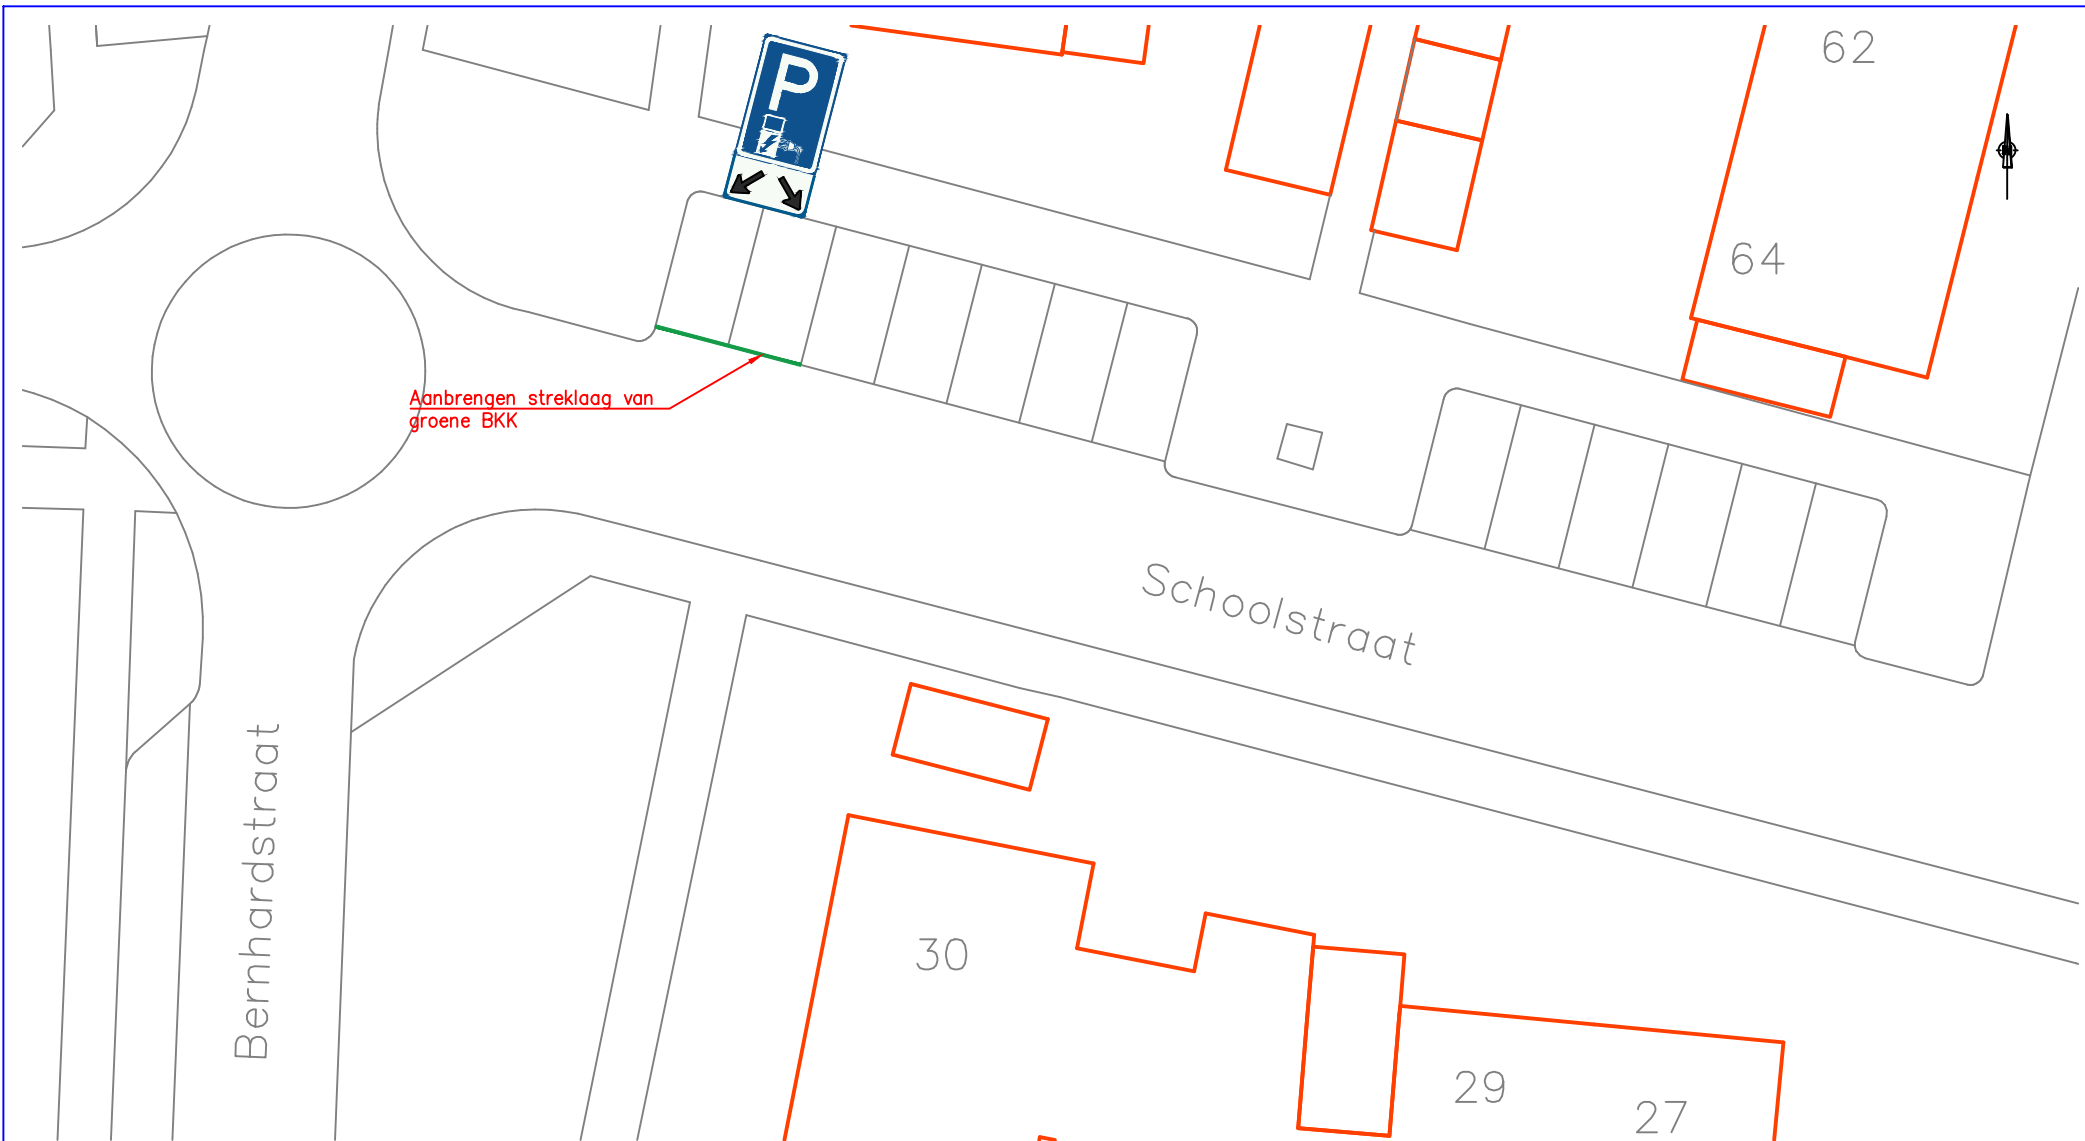 62
P
64
Aanbrengen streklaag van
groene BKK
Schoolstraat
Bernhardstraat
30
29
27